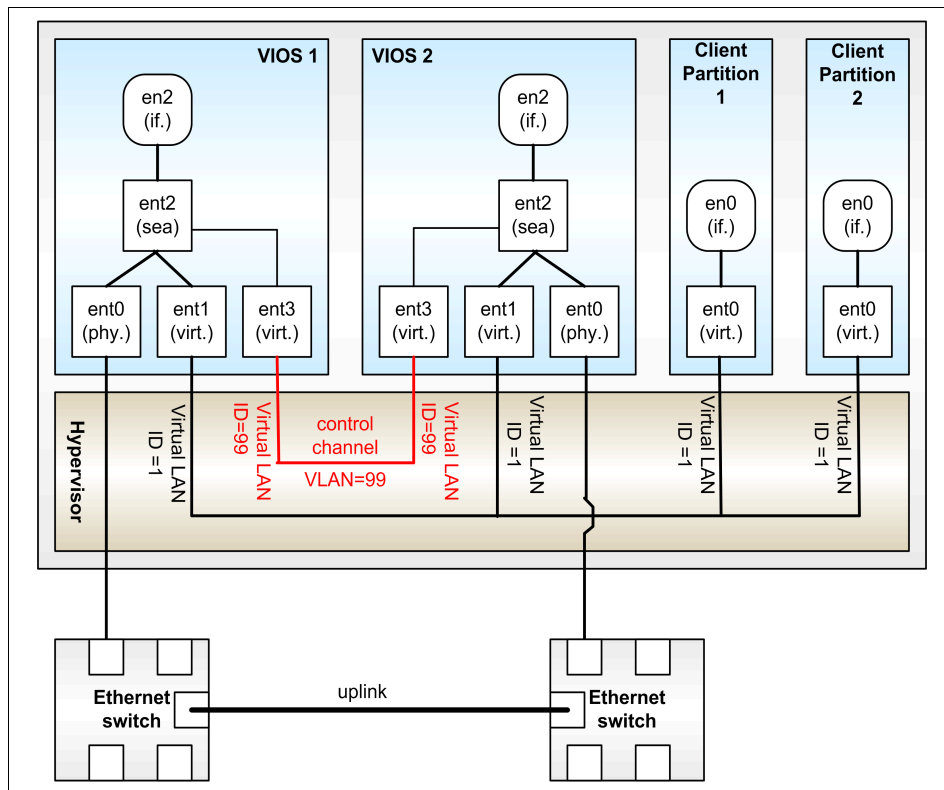 VIOS 1
en2
(if.)
ent2
(sea)
ent0
(phy.)
ent1
(virt.)
ent3
(virt.)
VIOS 2
en2
(if.)
ent2
(sea)
ent3
(virt.)
ent1
(virt.)
ent0
(phy.)
Client
Partition
1
en0
(if.)
ent0
(virt.)
Client
Partition
2
en0
(if.)
ent0
(virt.)
Hypervisor
Virtual LAN
ID =1
Virtual LAN
ID=99
control
channel
VLAN=99
Virtual LAN
ID=99
Virtual LAN
ID =1
Virtual LAN
ID =1
Virtual LAN
ID =1
Ethernet
switch
uplink
Ethernet
switch